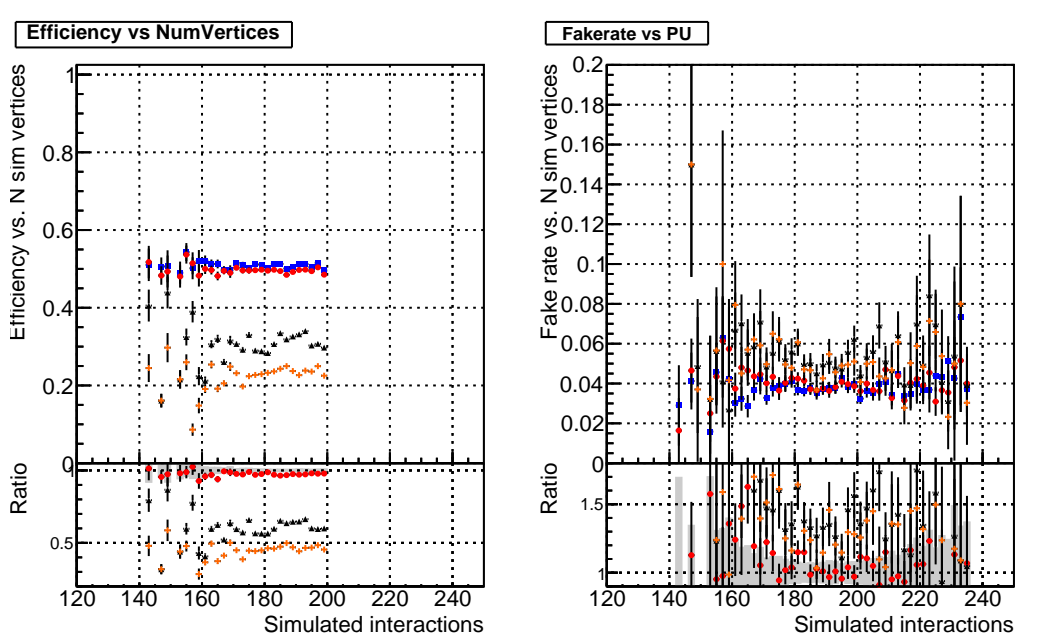 Efficiency vs NumVertices
Efficiency vs. N sim vertices
1
0.8
0.6
0.4
0.2
0
Ratio
1
0.5
120 140 160 180 200 220 240
Simulated interactions
Fakerate vs PU
Fake rate vs. N sim vertices
0.2
0.18
0.16
0.14
0.12
0.1
0.08
0.06
0.04
0.02
0
Ratio
1.5
1
120 140 160 180 200 220 240
Simulated interactions